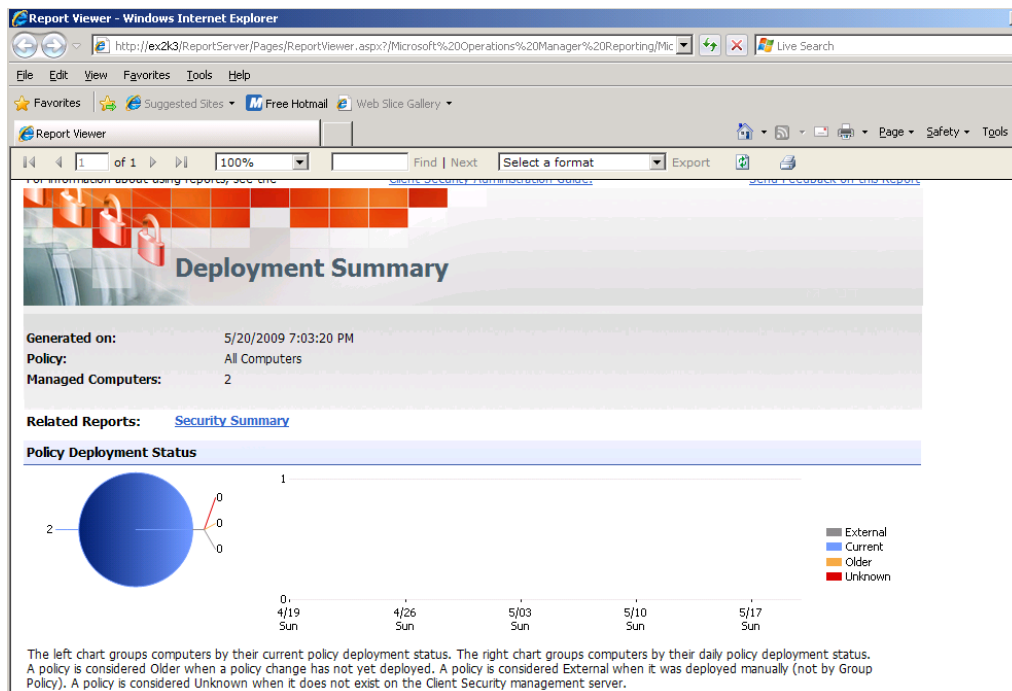 Report Viewer - Windows Internet Explorer
http://ex2k3/ReportServer/Pages/ReportViewer.aspx?/Microsoft%20Operations%20Manager%20Reporting/Mic
Live Search
File Edit View Favorites Tools Help
Favorites Suggested Sites Free Hotmail Web Slice Gallery
Report Viewer
Page Safety Tools
1 of 1 100% Find | Next Select a format Export
For information about using reports, see the Client Security Administration Guide. Send Feedback on this Report
Deployment Summary
Generated on: 5/20/2009 7:03:20 PM
Policy: All Computers
Managed Computers: 2
Related Reports: Security Summary
Policy Deployment Status
2
0
0
0
1
0
4/19 Sun
4/26 Sun
5/03 Sun
5/10 Sun
5/17 Sun
External
Current
Older
Unknown
The left chart groups computers by their current policy deployment status. The right chart groups computers by their daily policy deployment status.
A policy is considered Older when a policy change has not yet deployed. A policy is considered External when it was deployed manually (not by Group
Policy). A policy is considered Unknown when it does not exist on the Client Security management server.